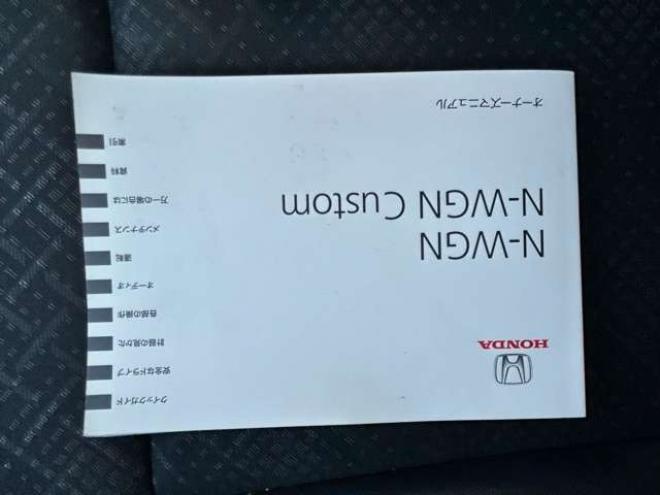 HONDA
N-WGN
N-WGN Custom
オーナーズマニュアル
クイックガイド
安全なドライブ
計器の見かた
各部の操作
オーディオ
運転
メンテナンス
万一の場合には
資料
索引